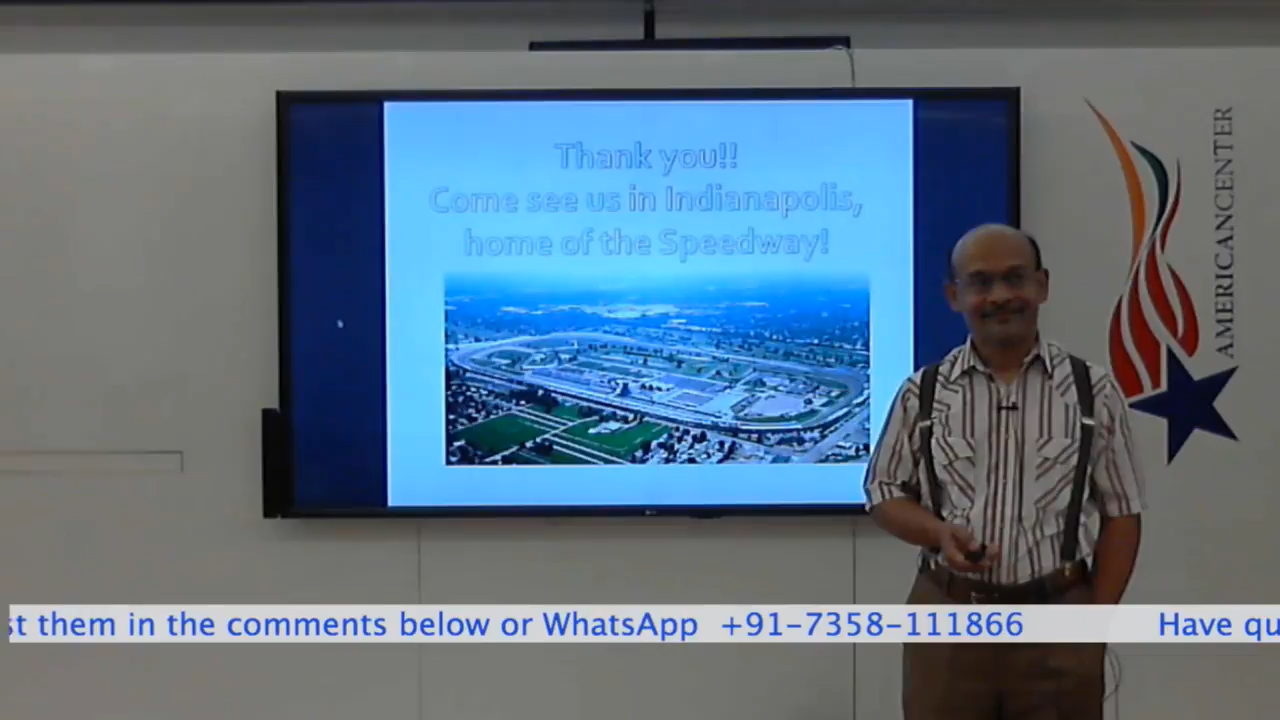 Thank you!!
Come see us in Indianapolis,
home of the Speedway!
AMERICANCENTER
st them in the comments below or WhatsApp +91-7358-111866 Have qu